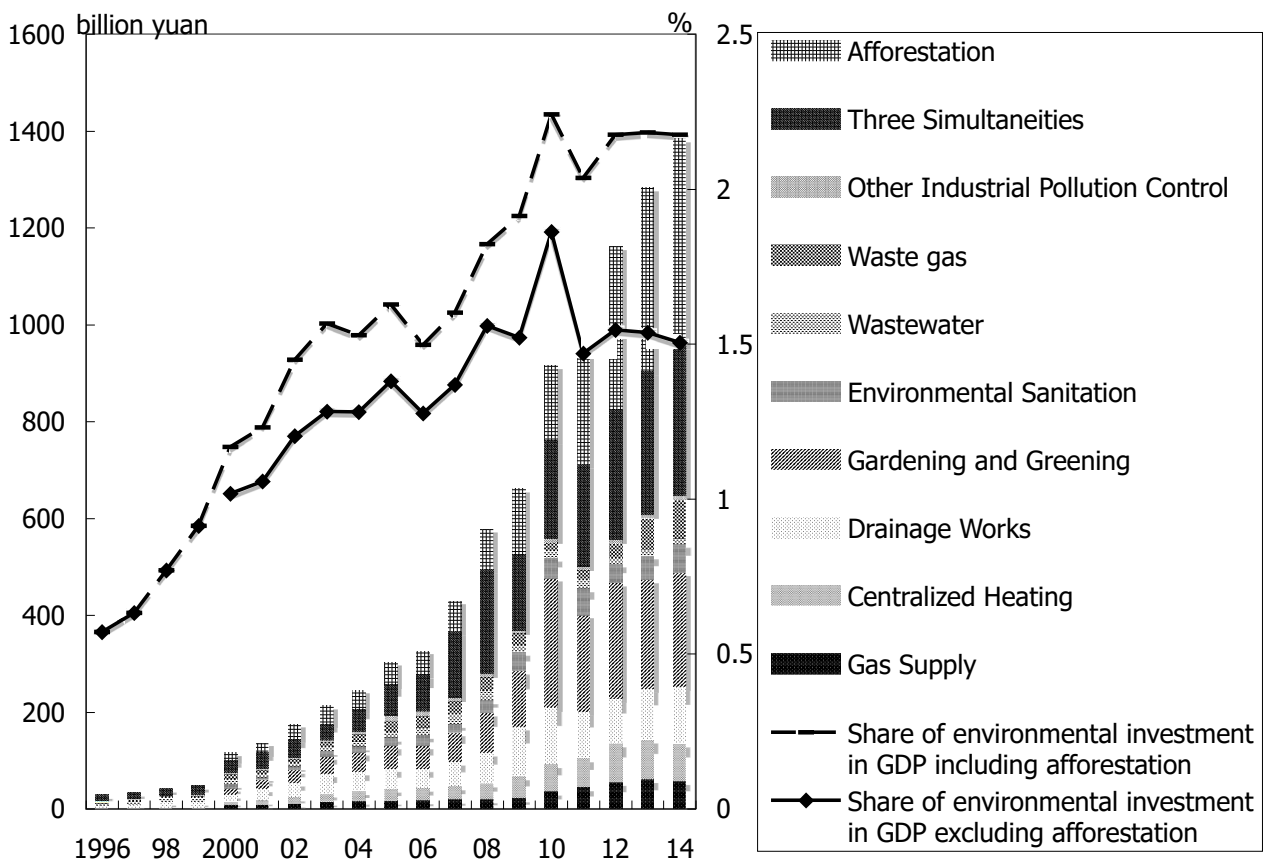 billion yuan
%
1600
1400
1200
1000
800
600
400
200
0
2.5
2
1.5
1
0.5
0
1996 98 2000 02 04 06 08 10 12 14
Afforestation
Three Simultaneities
Other Industrial Pollution Control
Waste gas
Wastewater
Environmental Sanitation
Gardening and Greening
Drainage Works
Centralized Heating
Gas Supply
Share of environmental investment
in GDP including afforestation
Share of environmental investment
in GDP excluding afforestation